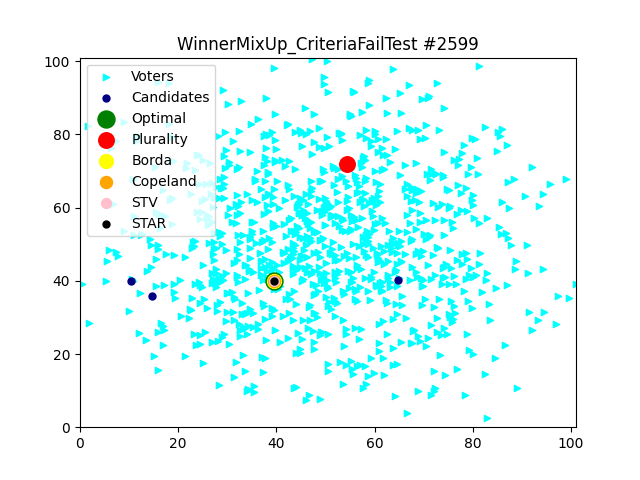 WinnerMixUp_CriteriaFailTest #2599
100
80
60
40
20
0
0 20 40 60 80 100
Voters
Candidates
Optimal
Plurality
Borda
Copeland
STV
STAR